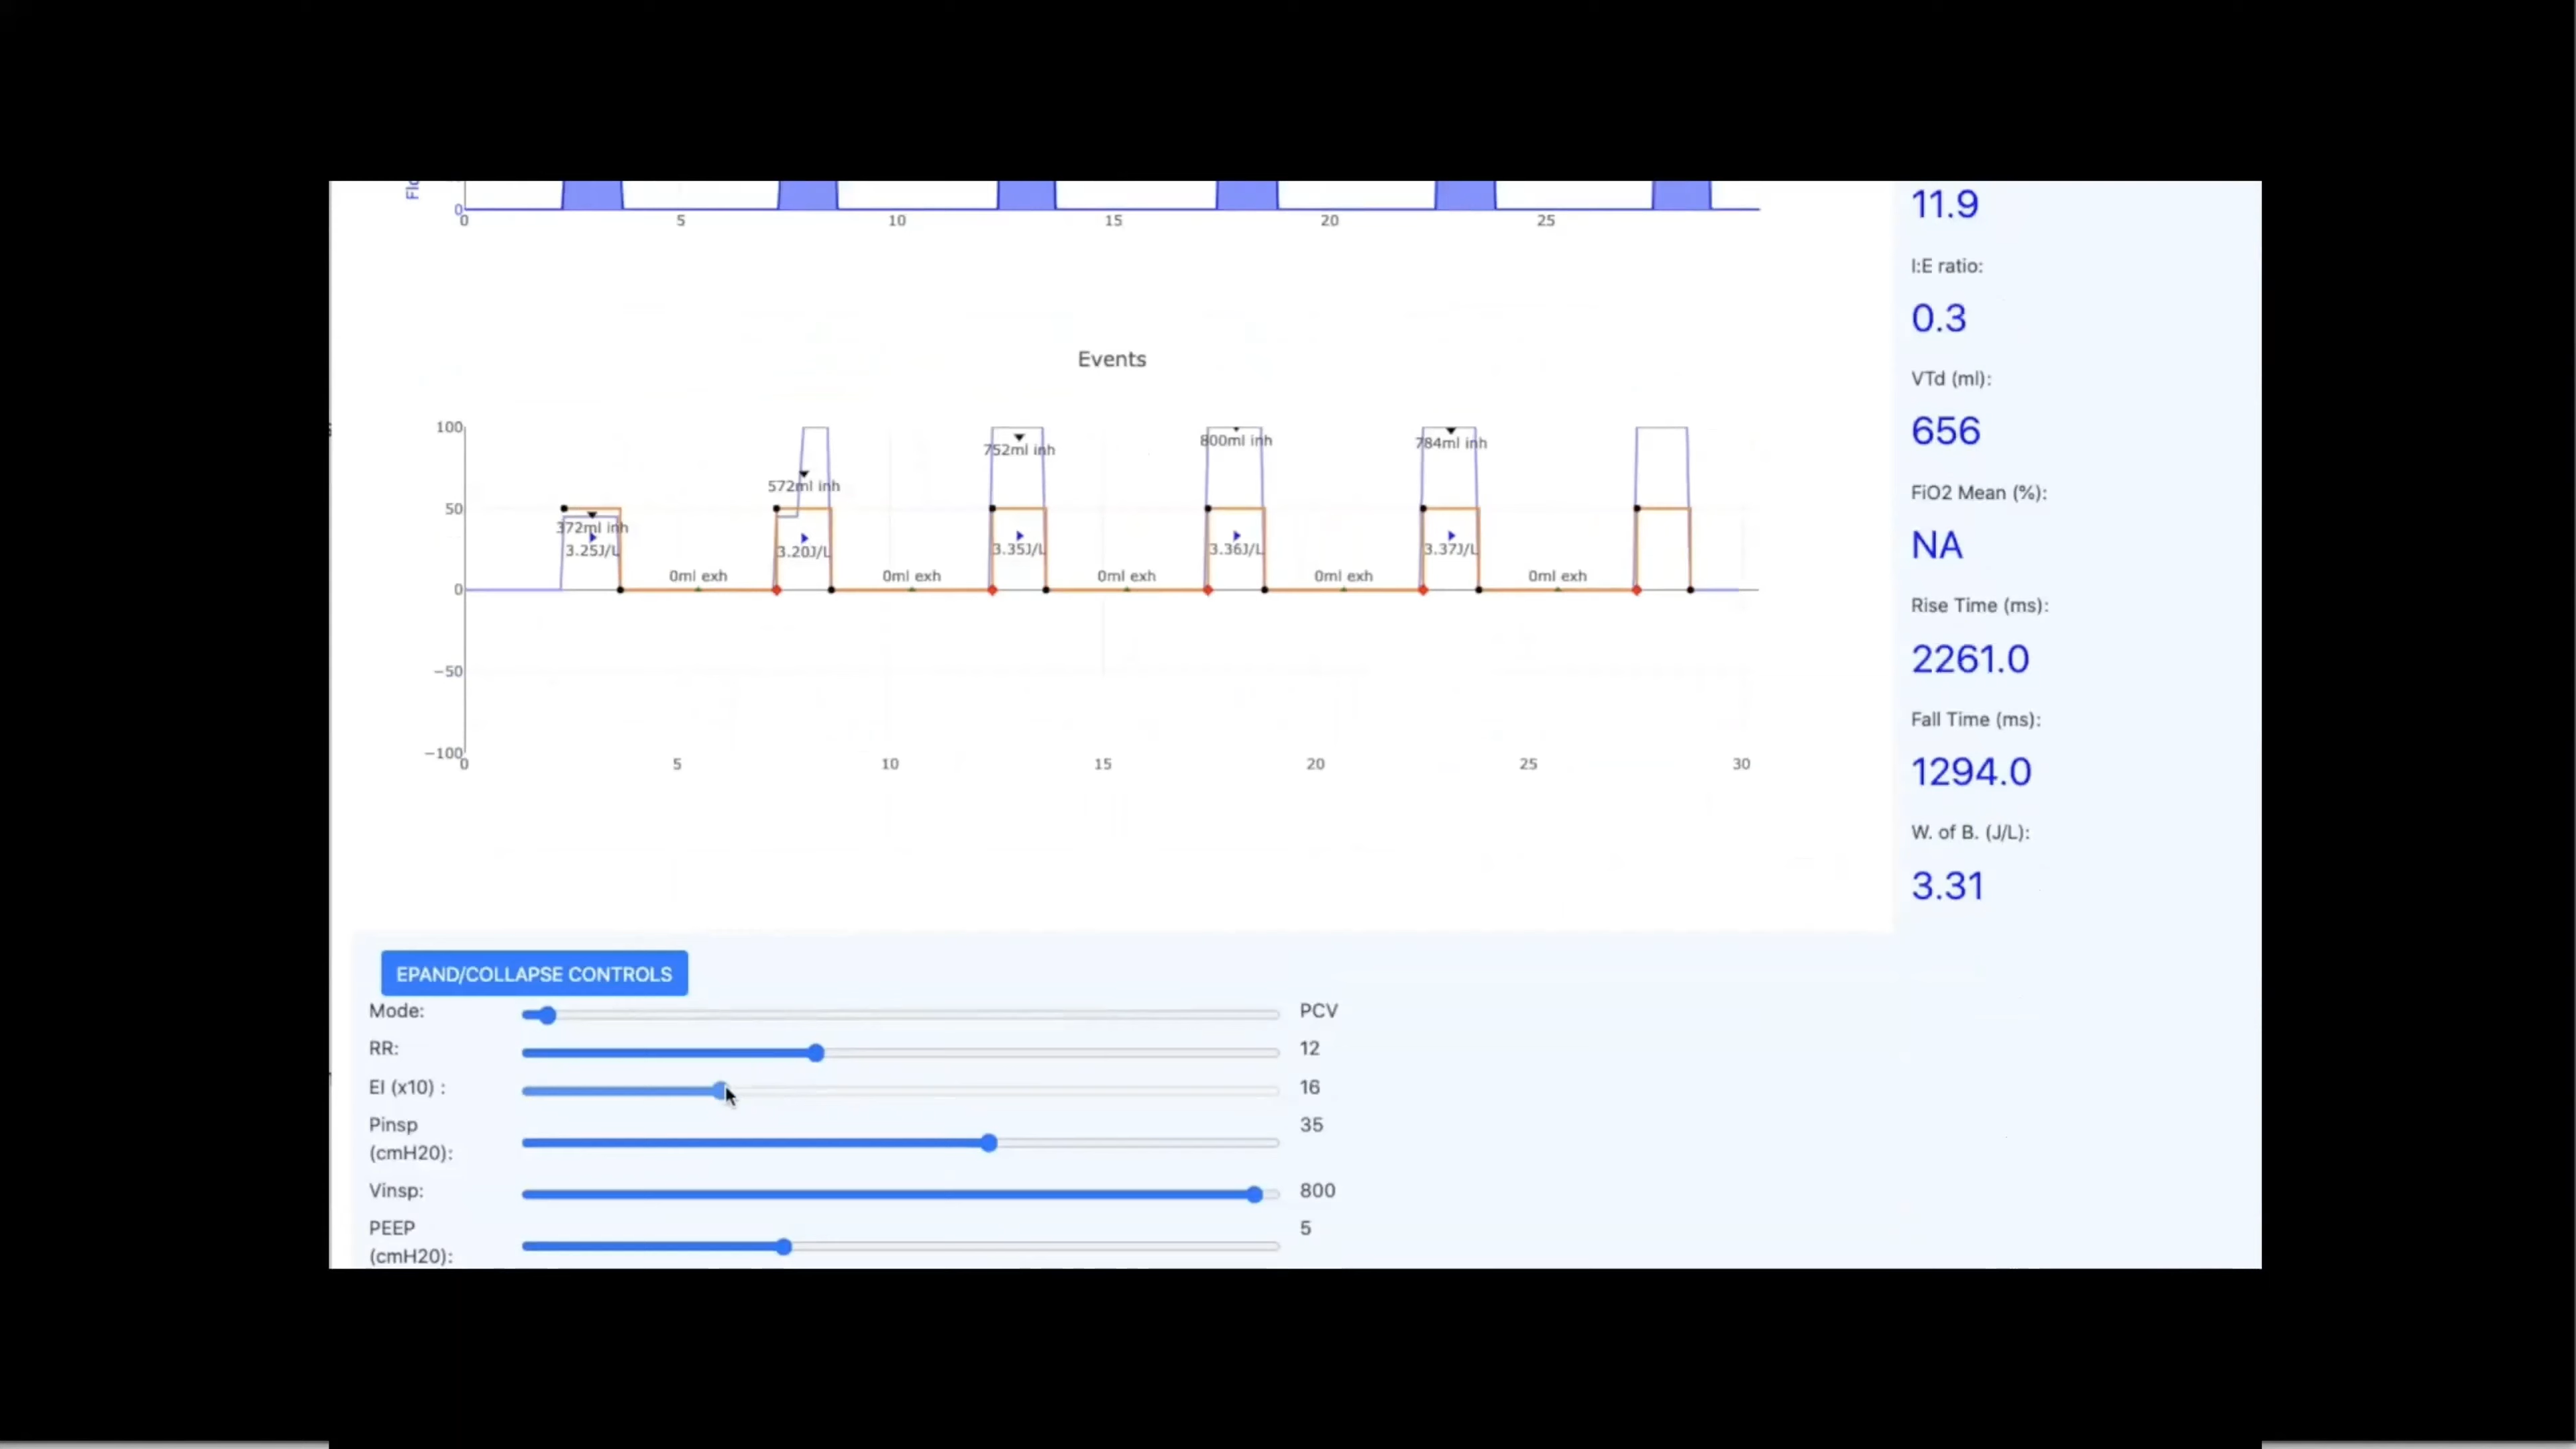 Flo
0
0 5 10 15 20 25
11.9
I:E ratio:
0.3
VTd (ml):
656
FiO2 Mean (%):
NA
Rise Time (ms):
2261.0
Fall Time (ms):
1294.0
W. of B. (J/L):
3.31
Events
100
50
0
−50
−100
372ml inh
3.25J/L
0ml exh
572ml inh
3.20J/L
0ml exh
752ml inh
3.35J/L
0ml exh
800ml inh
3.36J/L
0ml exh
784ml inh
3.37J/L
0ml exh
0 5 10 15 20 25 30
EPAND/COLLAPSE CONTROLS
Mode: PCV
RR: 12
EI (x10) : 16
Pinsp 35
(cmH20):
Vinsp: 800
PEEP 5
(cmH20):